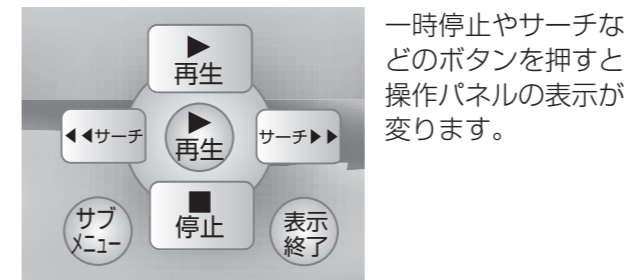 ▶
再生
◀◀サーチ
▶
再生
サーチ▶▶
サブ
メニュー
■
停止
表示
終了
一時停止やサーチな
どのボタンを押すと
操作パネルの表示が
変ります。